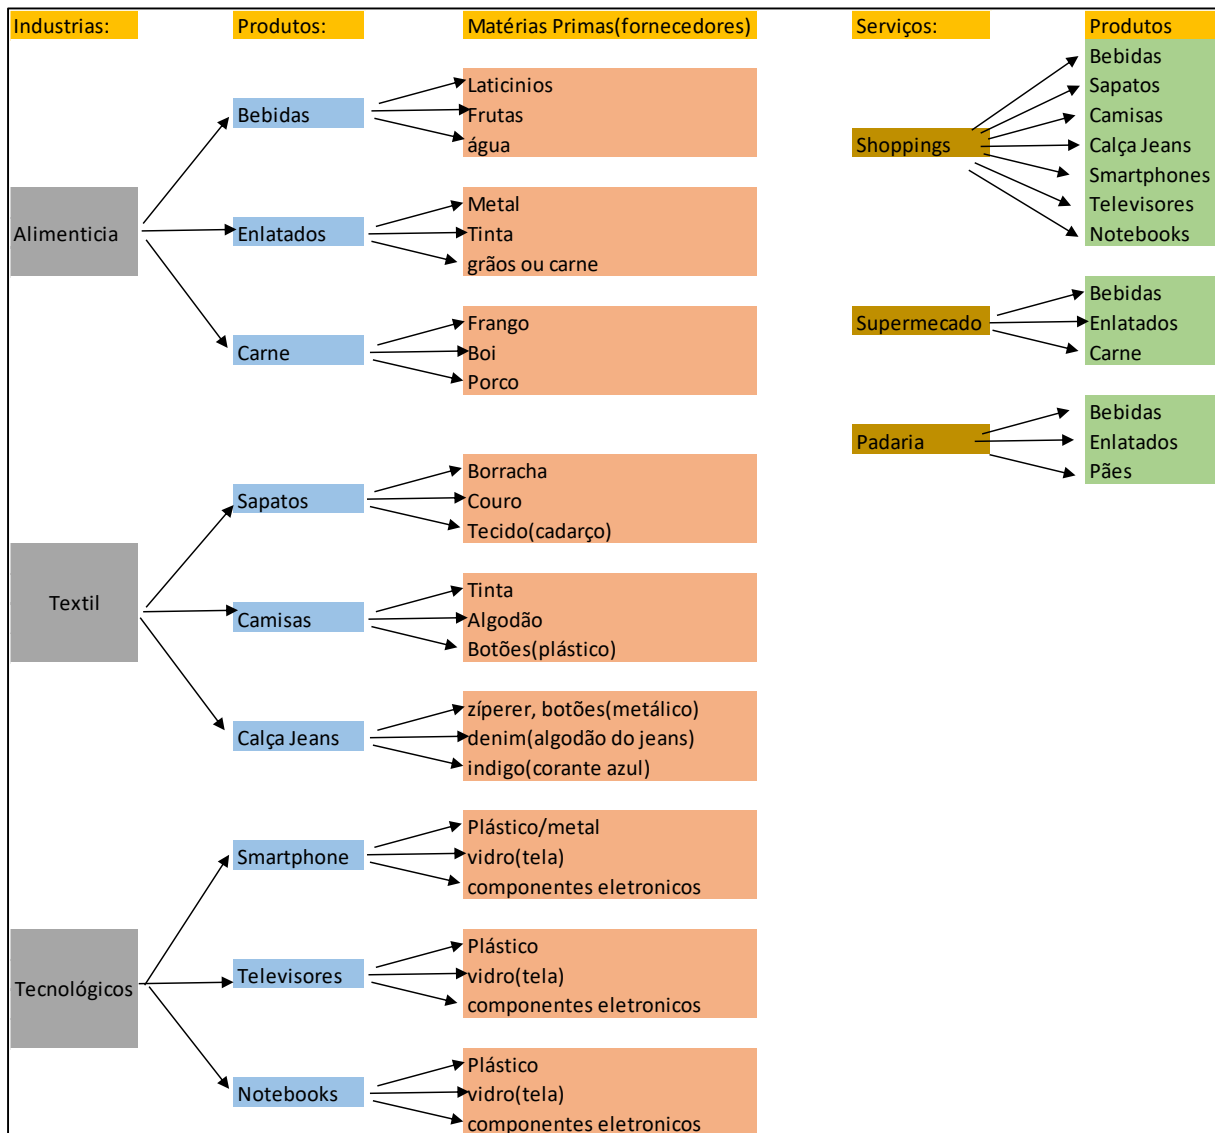 Industrias:
Produtos:
Matérias Primas(fornecedores)
Alimenticia
Bebidas
Laticinios
Frutas
água
Enlatados
Metal
Tinta
grãos ou carne
Carne
Frango
Boi
Porco
Textil
Sapatos
Borracha
Couro
Tecido(cadarço)
Camisas
Tinta
Algodão
Botões(plástico)
Calça Jeans
zíperer, botões(metálico)
denim(algodão do jeans)
indigo(corante azul)
Tecnológicos
Smartphone
Plástico/metal
vidro(tela)
componentes eletronicos
Televisores
Plástico
vidro(tela)
componentes eletronicos
Notebooks
Plástico
vidro(tela)
componentes eletronicos
Serviços:
Produtos
Shoppings
Bebidas
Sapatos
Camisas
Calça Jeans
Smartphones
Televisores
Notebooks
Supermecado
Bebidas
Enlatados
Carne
Padaria
Bebidas
Enlatados
Pães